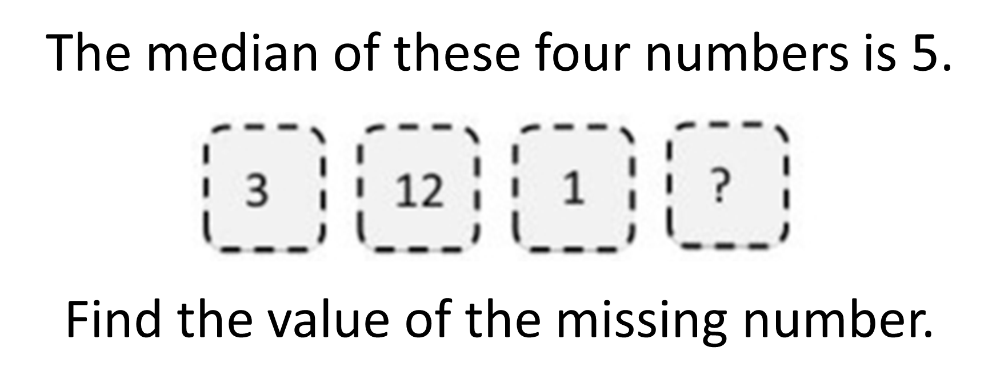 The median of these four numbers is 5.
3 12 1 ?
Find the value of the missing number.